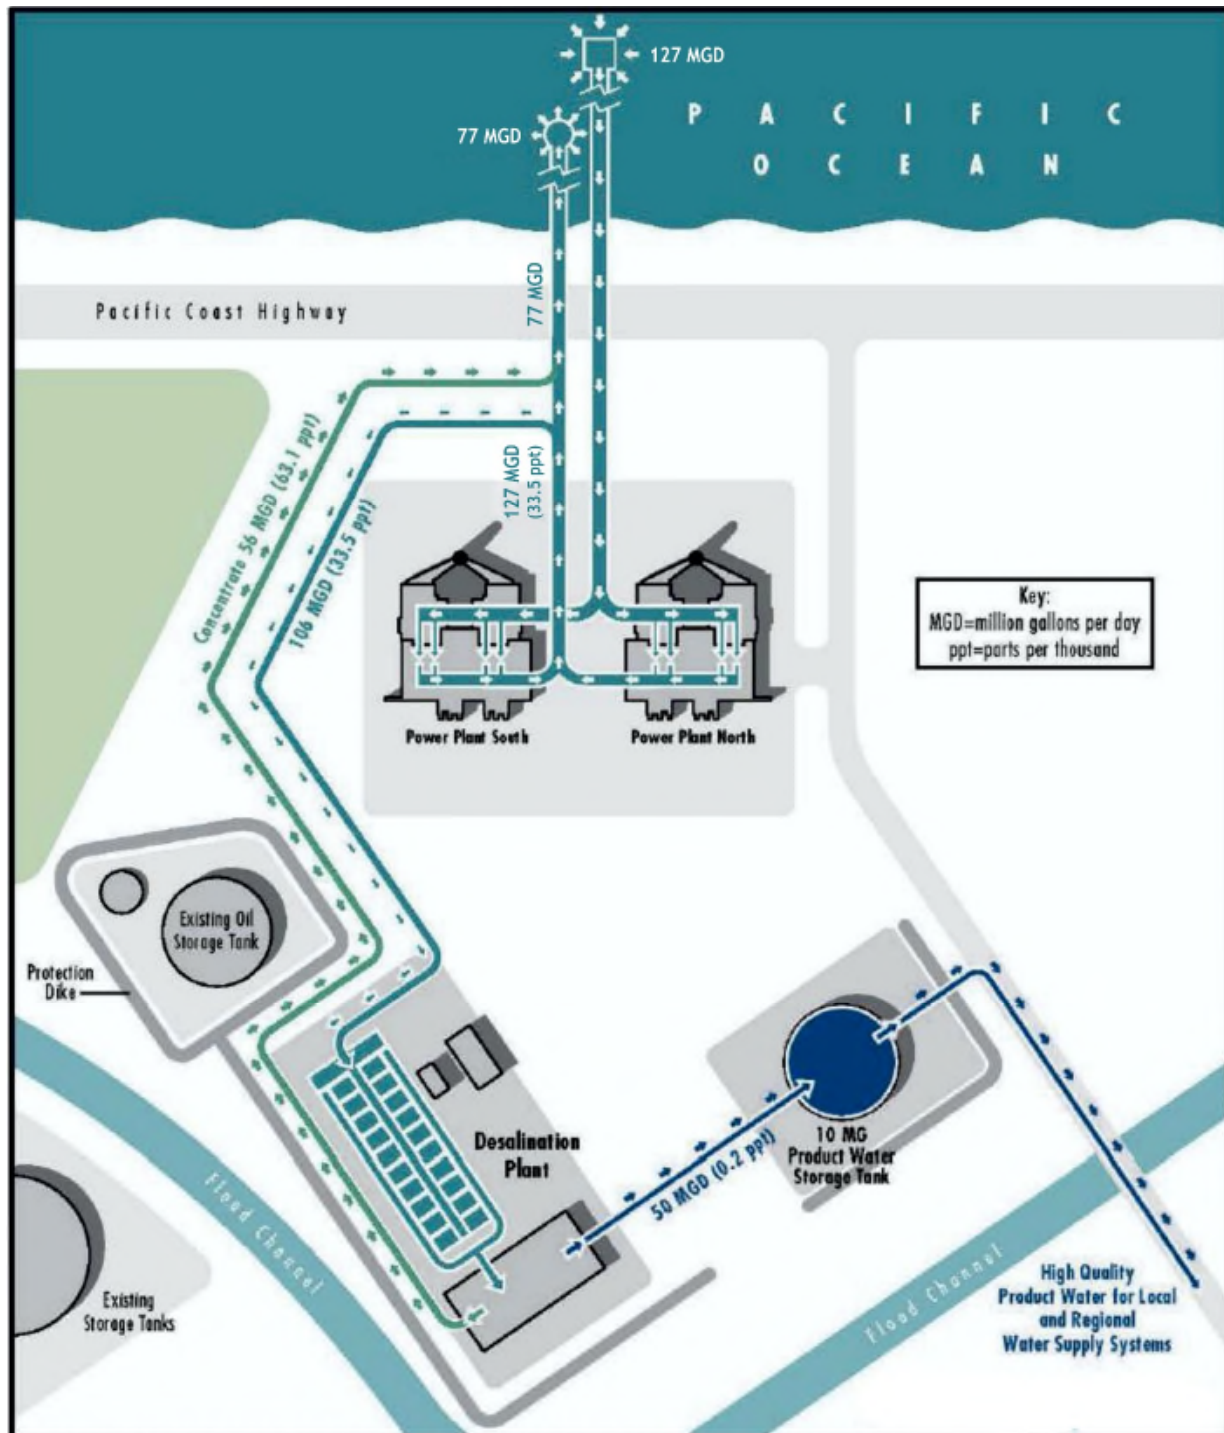 127 MGD
77 MGD
PACIFIC
OCEAN
77 MGD
Pacific Coast Highway
127 MGD
(33.5 ppt)
Concentrate 56 MGD (63.1 ppt)
106 MGD (33.5 ppt)
Key:
MGD=million gallons per day
ppt=parts per thousand
Power Plant South
Power Plant North
Existing Oil
Storage Tank
Protection
Dike
Desalination
Plant
10 MG
Product Water
Storage Tank
50 MGD (0.2 ppt)
Flood Channel
Flood Channel
Existing
Storage Tanks
High Quality
Product Water for Local
and Regional
Water Supply Systems